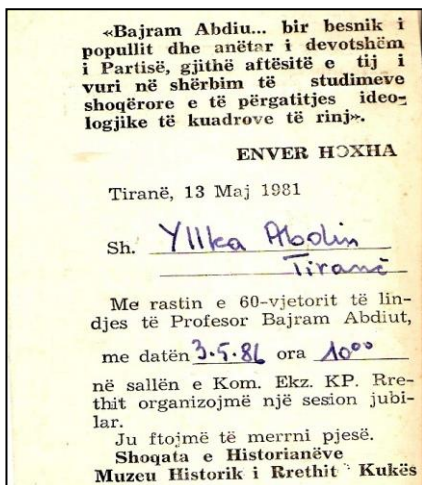 «Bajram Abdiu... bir besnik i
popullit dhe anëtar i devotshëm
i Partisë, gjithë aftësitë e tij i
vuri në shërbim të studimeve
shoqërore e të përgatitjes ideo-
logjike të kuadrove të rinj».
ENVER HOXHA
Tiranë, 13 Maj 1981
Sh. Yllka
Tiranë
Me rastin e 60-vjetorit të lin-
djes të Profesor Bajram Abdiut,
me datën 3.5.86 ora 10⁰⁰
në sallën e Kom. Ekz. KP. Rre-
thit organizojmë një sesion jubi-
lar.
Ju ftojmë të merrni pjesë.
Shoqata e Historianëve
Muzeu Historik i Rrethit Kukës